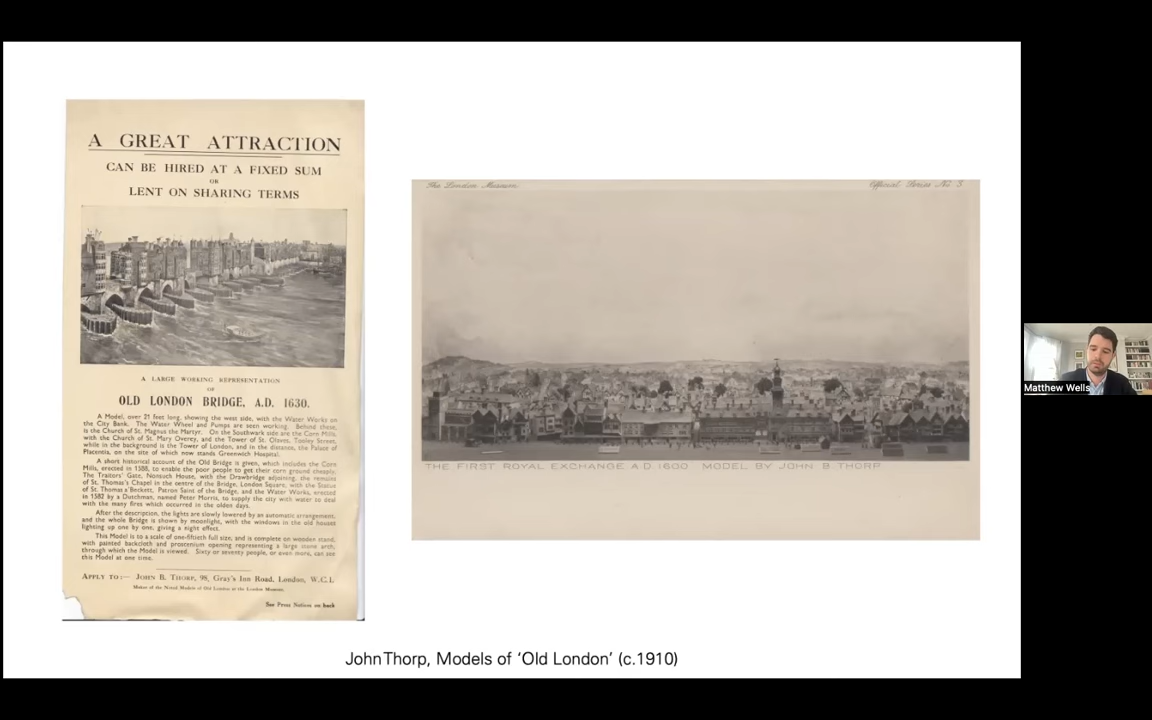 A GREAT ATTRACTION
CAN BE HIRED AT A FIXED SUM
OR
LENT ON SHARING TERMS
A LARGE WORKING REPRESENTATION
OF
OLD LONDON BRIDGE, A.D. 1630.
A Model, over 21 feet long, showing the west side, with the Water Works on
the City Bank. The Water Wheel and Pumps are seen working. Behind these,
is the Church of St. Magnus the Martyr. On the Southwark side are the Corn Mills,
with the Church of St. Mary Overey, and the Tower of St. Olaves, Tooley Street,
while in the background is the Tower of London, and in the distance, the Palace of
Placentia, on the site of which now stands Greenwich Hospital.
A short historical account of the Old Bridge is given, which includes the Corn
Mills, erected in 1588, to enable the poor people to get their corn ground cheaply,
The Traitors' Gate, Nonsuch House, with the Drawbridge adjoining, the remains
of St. Thomas's Chapel in the centre of the Bridge, London Square, with the Statue
of St. Thomas a'Beckett, Patron Saint of the Bridge, and the Water Works, erected
in 1582 by a Dutchman, named Peter Morris, to supply the city with water to deal
with the many fires which occurred in the olden days.
After the description, the lights are slowly lowered by an automatic arrangement,
and the whole Bridge is shown by moonlight, with the windows in the old houses
lighting up one by one, giving a night effect.
This Model is to a scale of one-fiftieth full size, and is complete on wooden stand,
with painted backcloth and proscenium opening representing a large stone arch,
through which the Model is viewed. Sixty or seventy people, or even more, can see
this Model at one time.
APPLY TO:— JOHN B. THORP, 98, Gray's Inn Road, London, W.C.1.
Maker of the Noted Models of Old London at the London Museum.
See Press Notices on back
The London Museum
Official Series No 3
THE FIRST ROYAL EXCHANGE A.D 1600 MODEL BY JOHN B. THORP
John Thorp, Models of 'Old London' (c.1910)
Matthew Wells